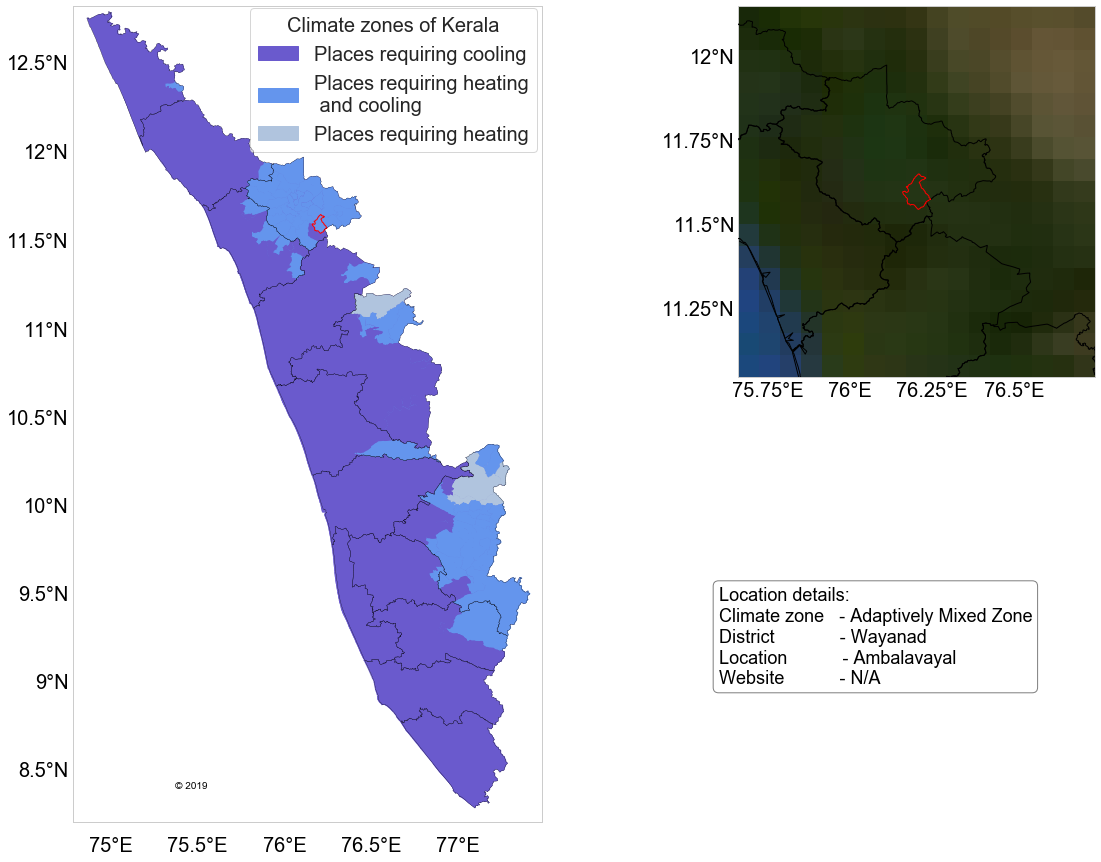 Climate zones of Kerala
Places requiring cooling
Places requiring heating
and cooling
Places requiring heating
12.5°N
12°N
11.5°N
11°N
10.5°N
10°N
9.5°N
9°N
8.5°N
75°E 75.5°E 76°E 76.5°E 77°E
© 2019
12°N
11.75°N
11.5°N
11.25°N
75.75°E 76°E 76.25°E 76.5°E
Location details:
Climate zone - Adaptively Mixed Zone
District - Wayanad
Location - Ambalavayal
Website - N/A